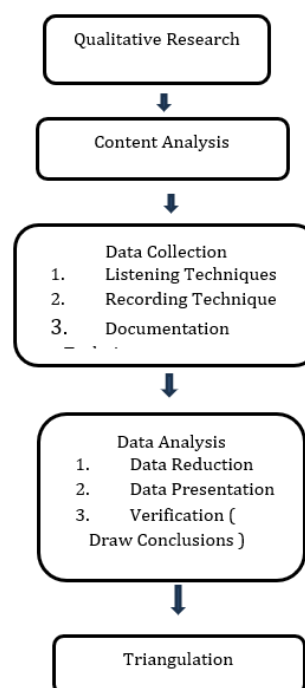 Qualitative Research
Content Analysis
Data Collection
1. Listening Techniques
2. Recording Technique
3. Documentation
Data Analysis
1. Data Reduction
2. Data Presentation
3. Verification (
Draw Conclusions )
Triangulation